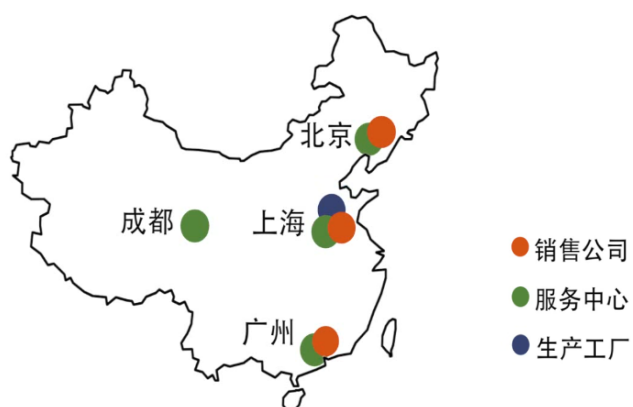 北京
成都
上海
广州
销售公司
服务中心
生产工厂